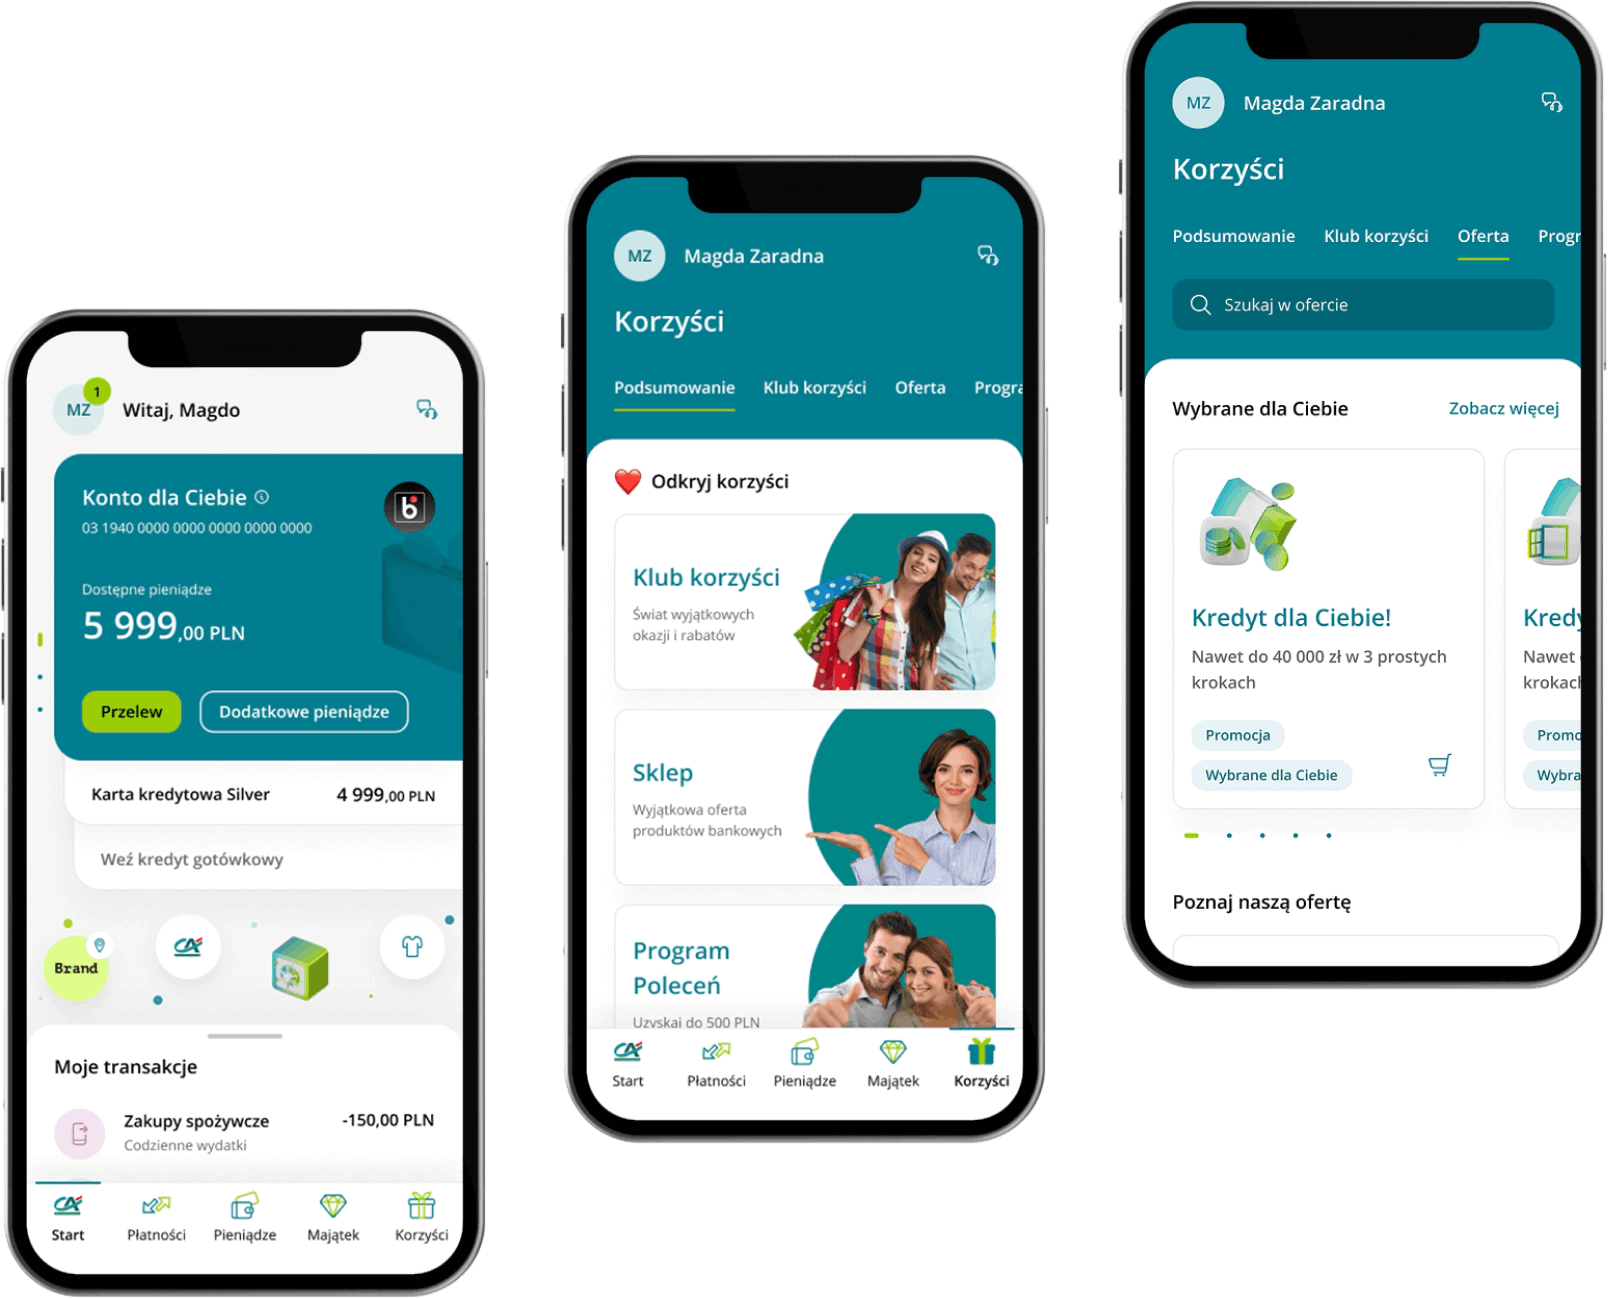 MZ
1
Witaj, Magdo
Konto dla Ciebie
03 1940 0000 0000 0000 0000 0000
Dostępne pieniądze
5 999,00 PLN
Przelew
Dodatkowe pieniądze
Karta kredytowa Silver
4 999,00 PLN
Weź kredyt gotówkowy
Brand
CA
Moje transakcje
Zakupy spożywcze
-150,00 PLN
Codzienne wydatki
CA
Start
Płatności
Pieniądze
Majątek
Korzyści
MZ
Magda Zaradna
Korzyści
Podsumowanie
Klub korzyści
Oferta
Progra
Odkryj korzyści
Klub korzyści
Świat wyjątkowych
okazji i rabatów
Sklep
Wyjątkowa oferta
produktów bankowych
Program
Poleceń
Uzyskaj do 500 PLN
CA
Start
Płatności
Pieniądze
Majątek
Korzyści
MZ
Magda Zaradna
Korzyści
Podsumowanie
Klub korzyści
Oferta
Progr
Szukaj w ofercie
Wybrane dla Ciebie
Zobacz więcej
Kredyt dla Ciebie!
Nawet do 40 000 zł w 3 prostych
krokach
Promocja
Wybrane dla Ciebie
Kredy
Nawet
krokach
Promo
Wybra
Poznaj naszą ofertę